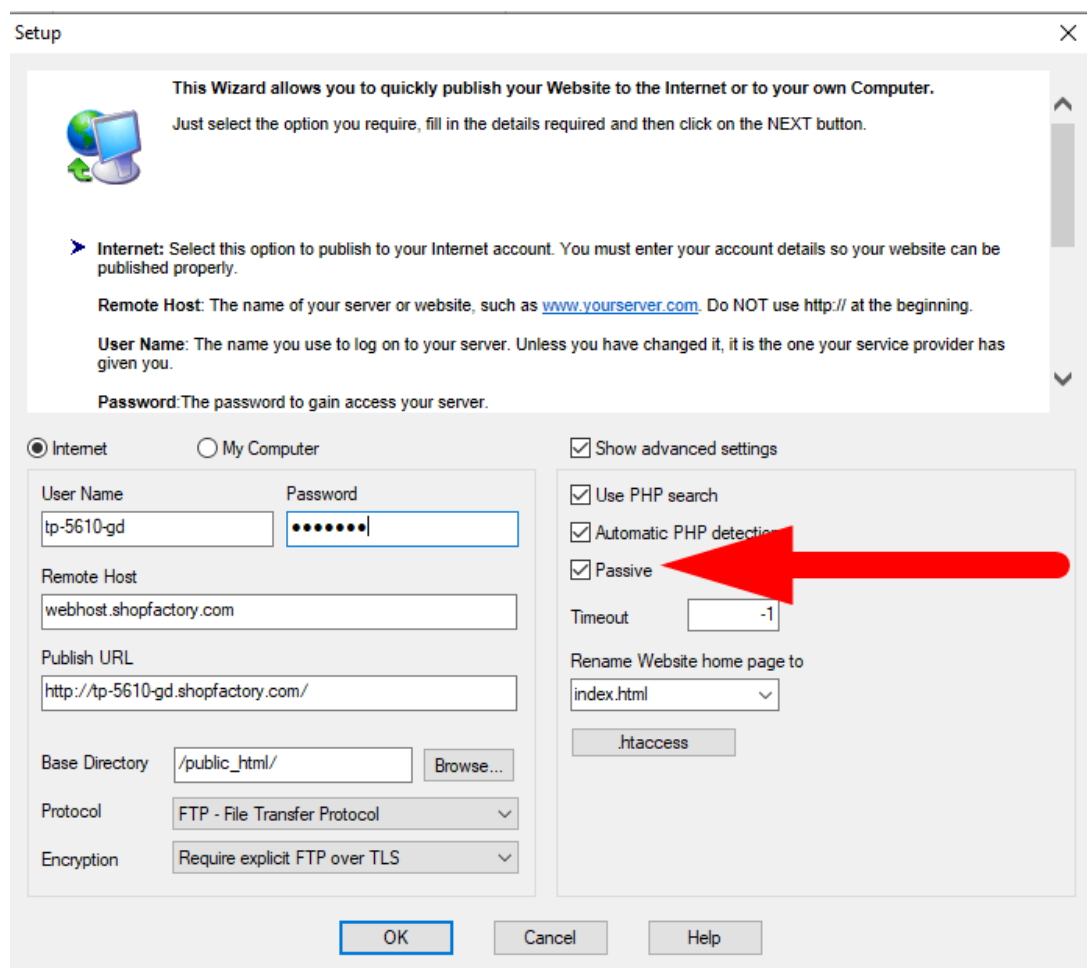 Setup
This Wizard allows you to quickly publish your Website to the Internet or to your own Computer.
Just select the option you require, fill in the details required and then click on the NEXT button.
Internet: Select this option to publish to your Internet account. You must enter your account details so your website can be
published properly.
Remote Host: The name of your server or website, such as www.yourserver.com. Do NOT use http:// at the beginning.
User Name: The name you use to log on to your server. Unless you have changed it, it is the one your service provider has
given you.
Password:The password to gain access your server.
Internet
My Computer
Show advanced settings
User Name
Password
tp-5610-gd
●●●●●●●
Remote Host
webhost.shopfactory.com
Publish URL
http://tp-5610-gd.shopfactory.com/
Base Directory
/public_html/
Browse...
Protocol
FTP - File Transfer Protocol
Encryption
Require explicit FTP over TLS
Use PHP search
Automatic PHP detection
Passive
Timeout
-1
Rename Website home page to
index.html
.htaccess
OK
Cancel
Help